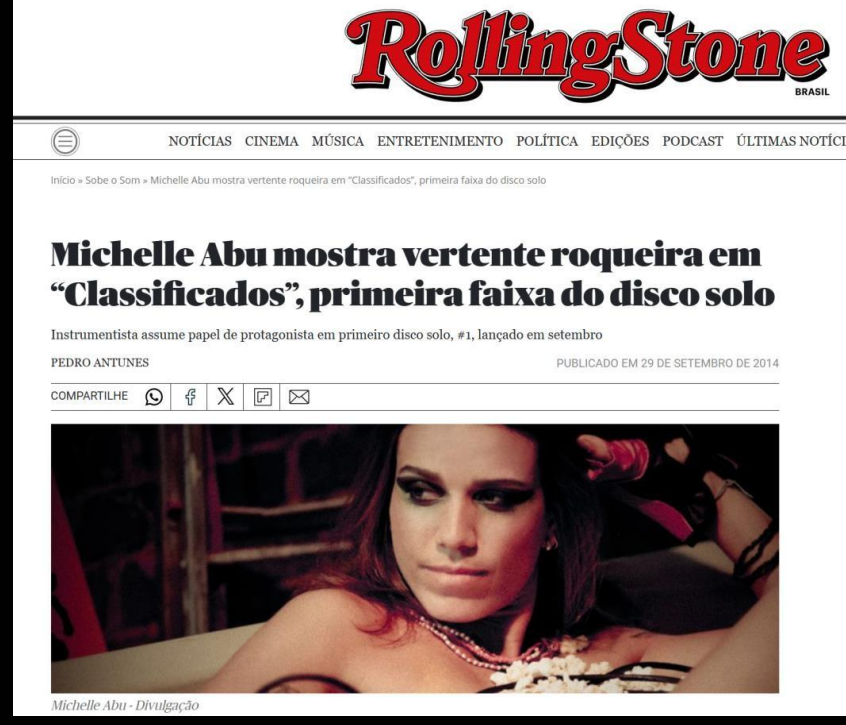 RollingStone
BRASIL
NOTÍCIAS CINEMA MÚSICA ENTRETENIMENTO POLÍTICA EDIÇÕES PODCAST ÚLTIMAS NOTÍCI
Início » Sobe o Som » Michelle Abu mostra vertente roqueira em “Classificados”, primeira faixa do disco solo
Michelle Abu mostra vertente roqueira em
“Classificados”, primeira faixa do disco solo
Instrumentista assume papel de protagonista em primeiro disco solo, #1, lançado em setembro
PEDRO ANTUNES PUBLICADO EM 29 DE SETEMBRO DE 2014
COMPARTILHE
Michelle Abu - Divulgação